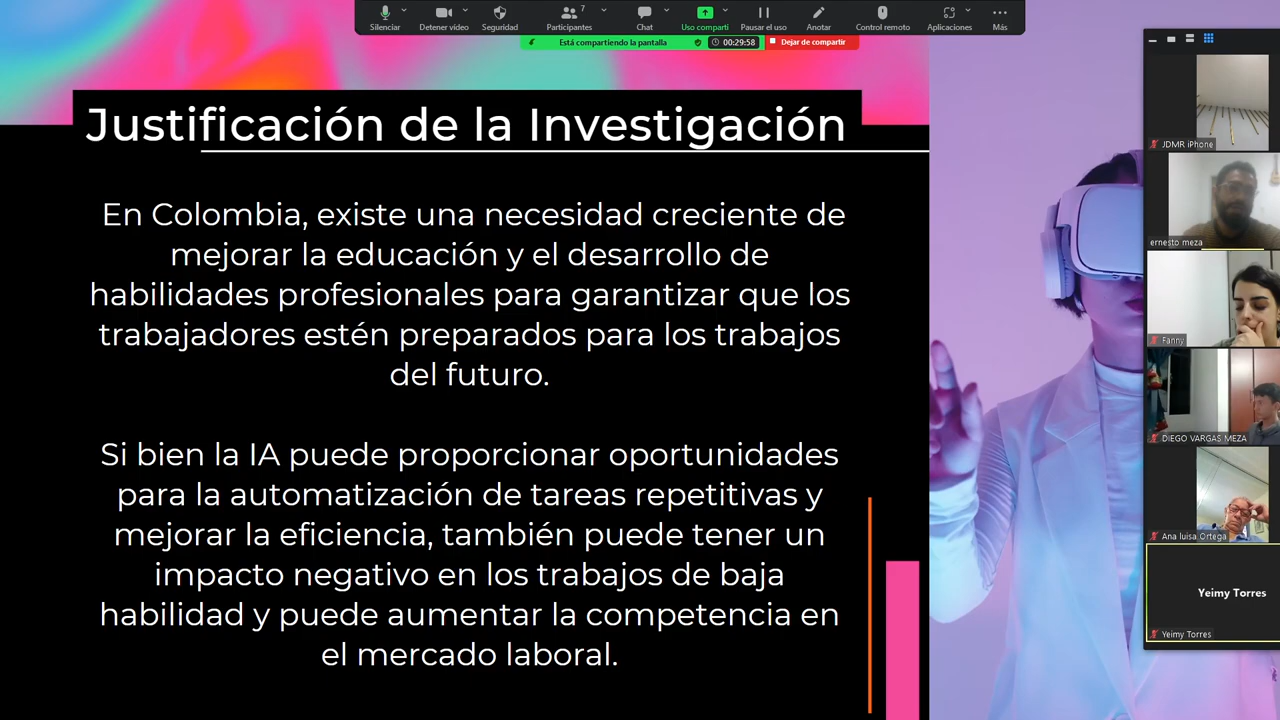 7
Silenciar
Detener vídeo
Seguridad
Participantes
Chat
Uso comparti
Pausar el uso
Anotar
Control remoto
Aplicaciones
Más
Está compartiendo la pantalla
00:29:58
Dejar de compartir
Justificación de la Investigación
En Colombia, existe una necesidad creciente de
mejorar la educación y el desarrollo de
habilidades profesionales para garantizar que los
trabajadores estén preparados para los trabajos
del futuro.
Si bien la IA puede proporcionar oportunidades
para la automatización de tareas repetitivas y
mejorar la eficiencia, también puede tener un
impacto negativo en los trabajos de baja
habilidad y puede aumentar la competencia en
el mercado laboral.
JDMR iPhone
ernesto meza
Fanny
DIEGO VARGAS MEZA
Ana luisa Ortega
Yeimy Torres
Yeimy Torres